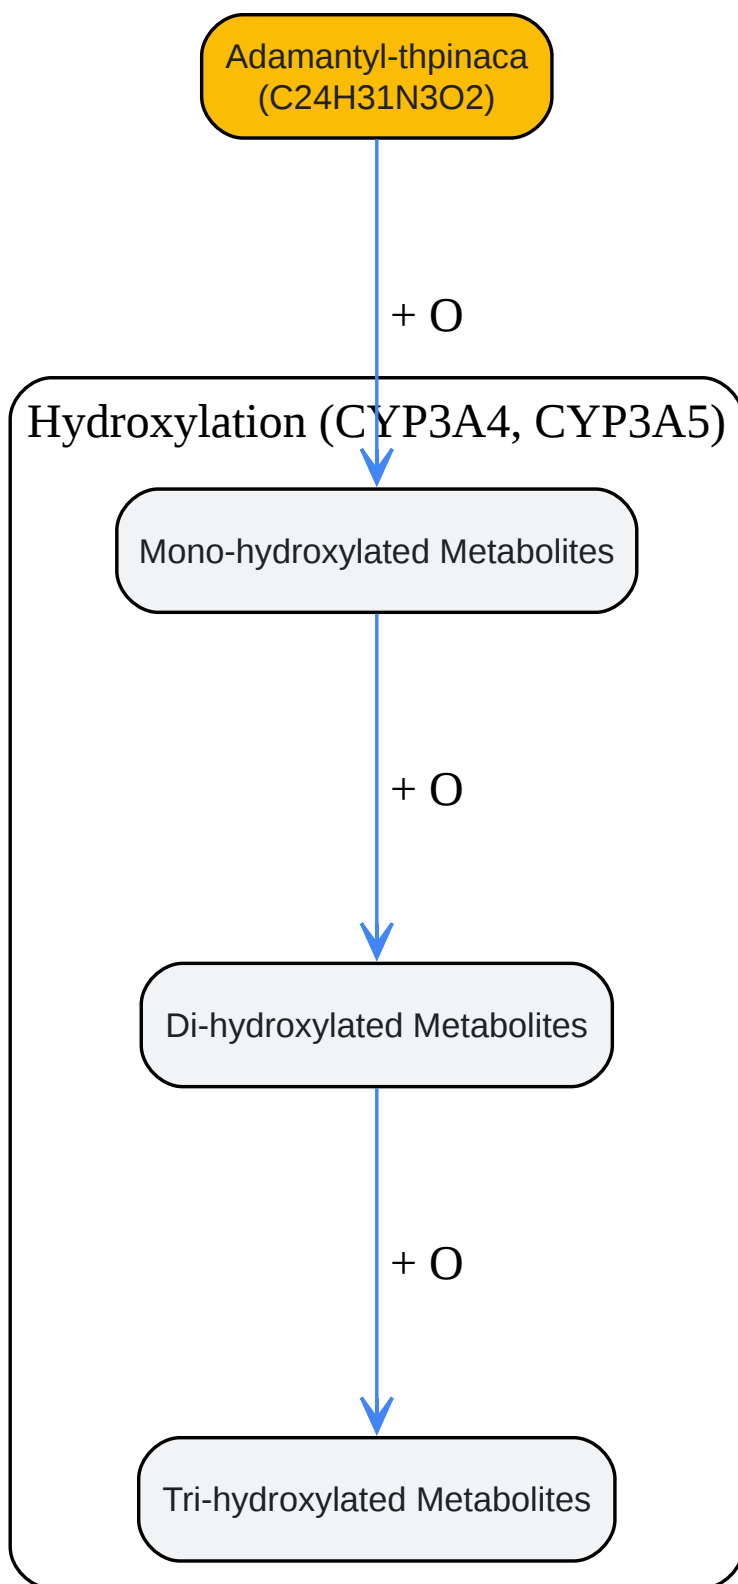 Adamantyl-thpinaca
(C24H31N3O2)
+ O
Hydroxylation (CYP3A4, CYP3A5)
Mono-hydroxylated Metabolites
+ O
Di-hydroxylated Metabolites
+ O
Tri-hydroxylated Metabolites